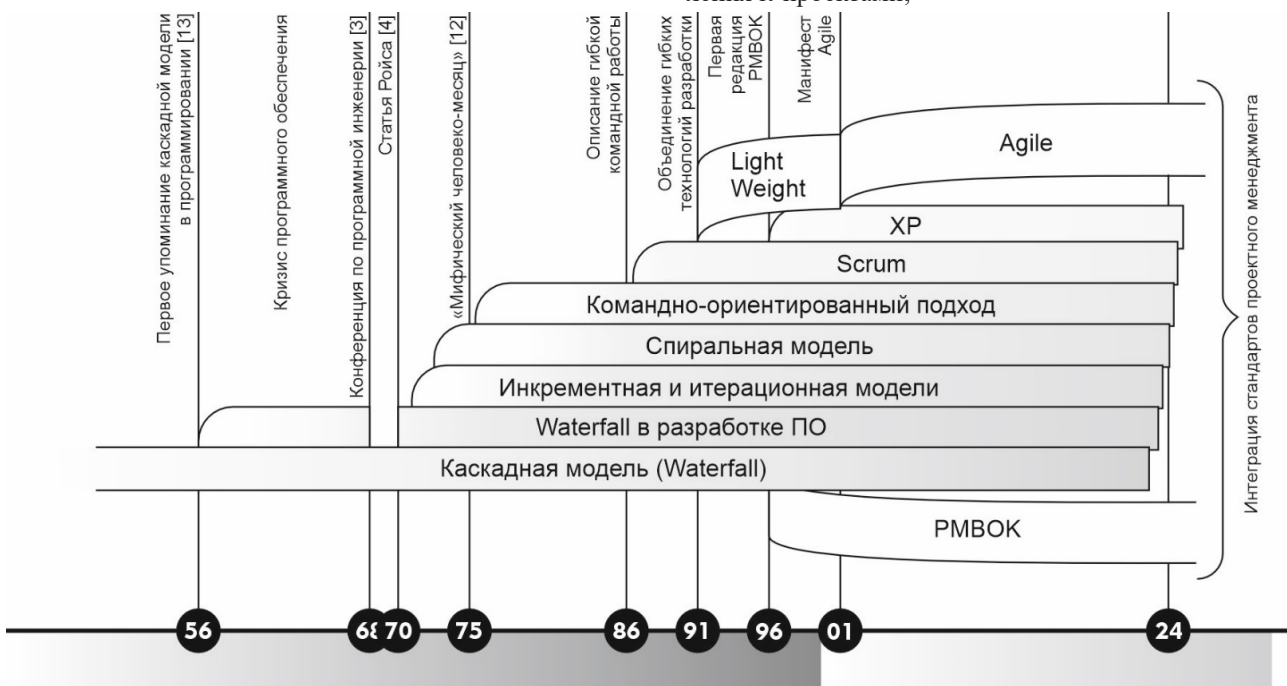 проектами,
Первое упоминание каскадной модели
в программировании [13]
Кризис программного обеспечения
Конференция по программной инженерии [3]
Статья Ройса [4]
«Мифический человеко-месяц» [12]
Описание гибкой
командной работы
Объединение гибких
технологий разработки
Первая
редакция
PMBOK
Манифест
Agile
Agile
Light
Weight
XP
Scrum
Командно-ориентированный подход
Спиральная модель
Инкрементная и итерационная модели
Waterfall в разработке ПО
Каскадная модель (Waterfall)
PMBOK
Интеграция стандартов проектного менеджмента
56 68 70 75 86 91 96 01 24